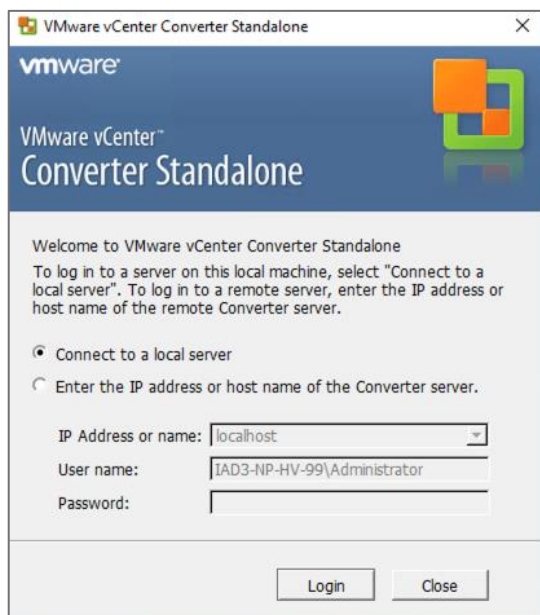 VMware vCenter Converter Standalone
vmware®
VMware vCenter™
Converter Standalone
Welcome to VMware vCenter Converter Standalone
To log in to a server on this local machine, select "Connect to a
local server". To log in to a remote server, enter the IP address or
host name of the remote Converter server.
Connect to a local server
Enter the IP address or host name of the Converter server.
IP Address or name: localhost
User name: IAD3-NP-HV-99\Administrator
Password:
Login Close